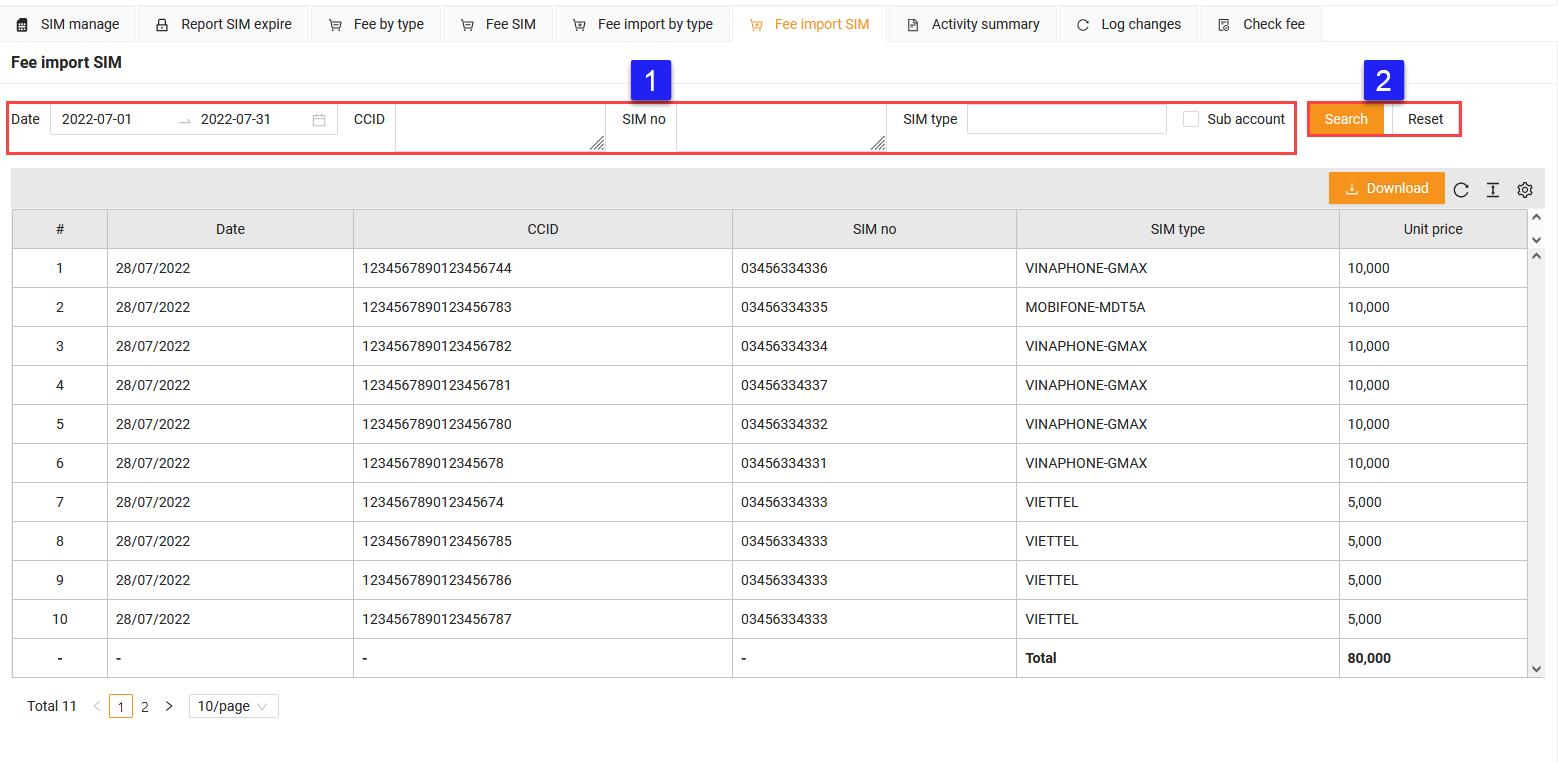 SIM manage Report SIM expire Fee by type Fee SIM Fee import by type Fee import SIM Activity summary Log changes Check fee
Fee import SIM
1 2
Date 2022-07-01 → 2022-07-31 CCID SIM no SIM type Sub account Search Reset
Download
# Date CCID SIM no SIM type Unit price
1 28/07/2022 1234567890123456744 03456334336 VINAPHONE-GMAX 10,000
2 28/07/2022 1234567890123456783 03456334335 MOBIFONE-MDT5A 10,000
3 28/07/2022 1234567890123456782 03456334334 VINAPHONE-GMAX 10,000
4 28/07/2022 1234567890123456781 03456334337 VINAPHONE-GMAX 10,000
5 28/07/2022 1234567890123456780 03456334332 VINAPHONE-GMAX 10,000
6 28/07/2022 123456789012345678 03456334331 VINAPHONE-GMAX 10,000
7 28/07/2022 123456789012345674 03456334333 VIETTEL 5,000
8 28/07/2022 1234567890123456785 03456334333 VIETTEL 5,000
9 28/07/2022 1234567890123456786 03456334333 VIETTEL 5,000
10 28/07/2022 1234567890123456787 03456334333 VIETTEL 5,000
- - - - Total 80,000
Total 11 < 1 2 > 10/page